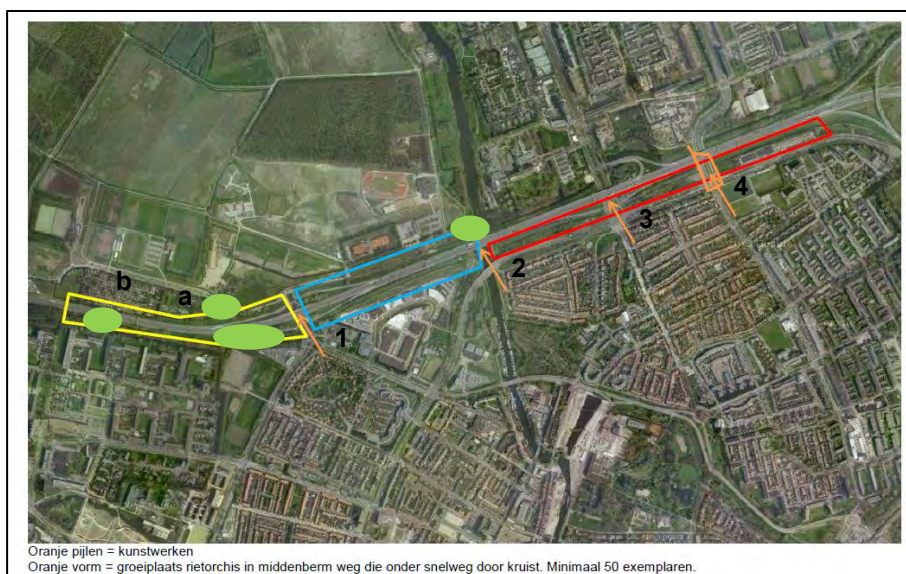 b
a
1
2
3
4
Oranje pijlen = kunstwerken
Oranje vorm = groeiplaats rietorchis in middenberm weg die onder snelweg door kruist. Minimaal 50 exemplaren.